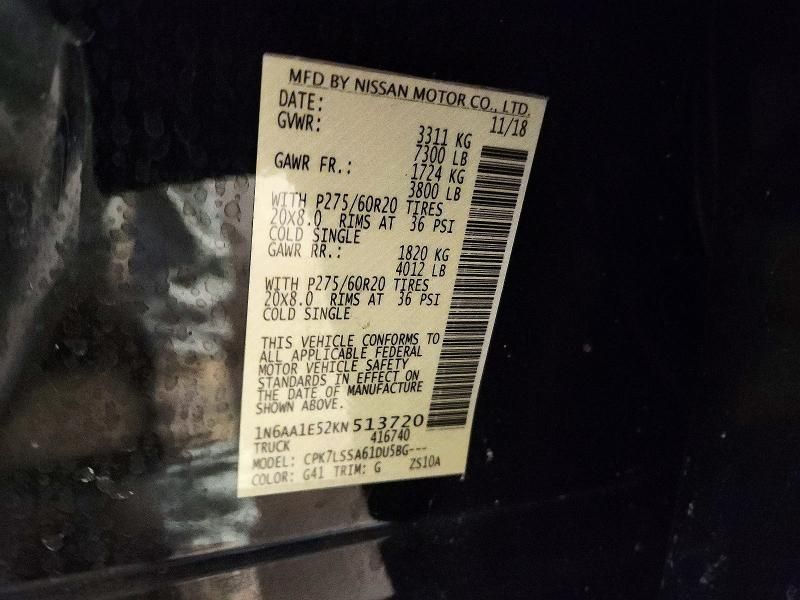 MFD BY NISSAN MOTOR CO., LTD.
DATE: 11/18
GVWR: 3311 KG
7300 LB
GAWR FR.: 1724 KG
3800 LB
WITH P275/60R20 TIRES
20X8.0 RIMS AT 36 PSI
COLD SINGLE
GAWR RR.: 1820 KG
4012 LB
WITH P275/60R20 TIRES
20X8.0 RIMS AT 36 PSI
COLD SINGLE
THIS VEHICLE CONFORMS TO
ALL APPLICABLE FEDERAL
MOTOR VEHICLE SAFETY
STANDARDS IN EFFECT ON
THE DATE OF MANUFACTURE
SHOWN ABOVE.
1N6AA1E52KN513720
TRUCK 416740
MODEL: CPK7LSSA61DU5BG---
COLOR: G41 TRIM: G ZS10A